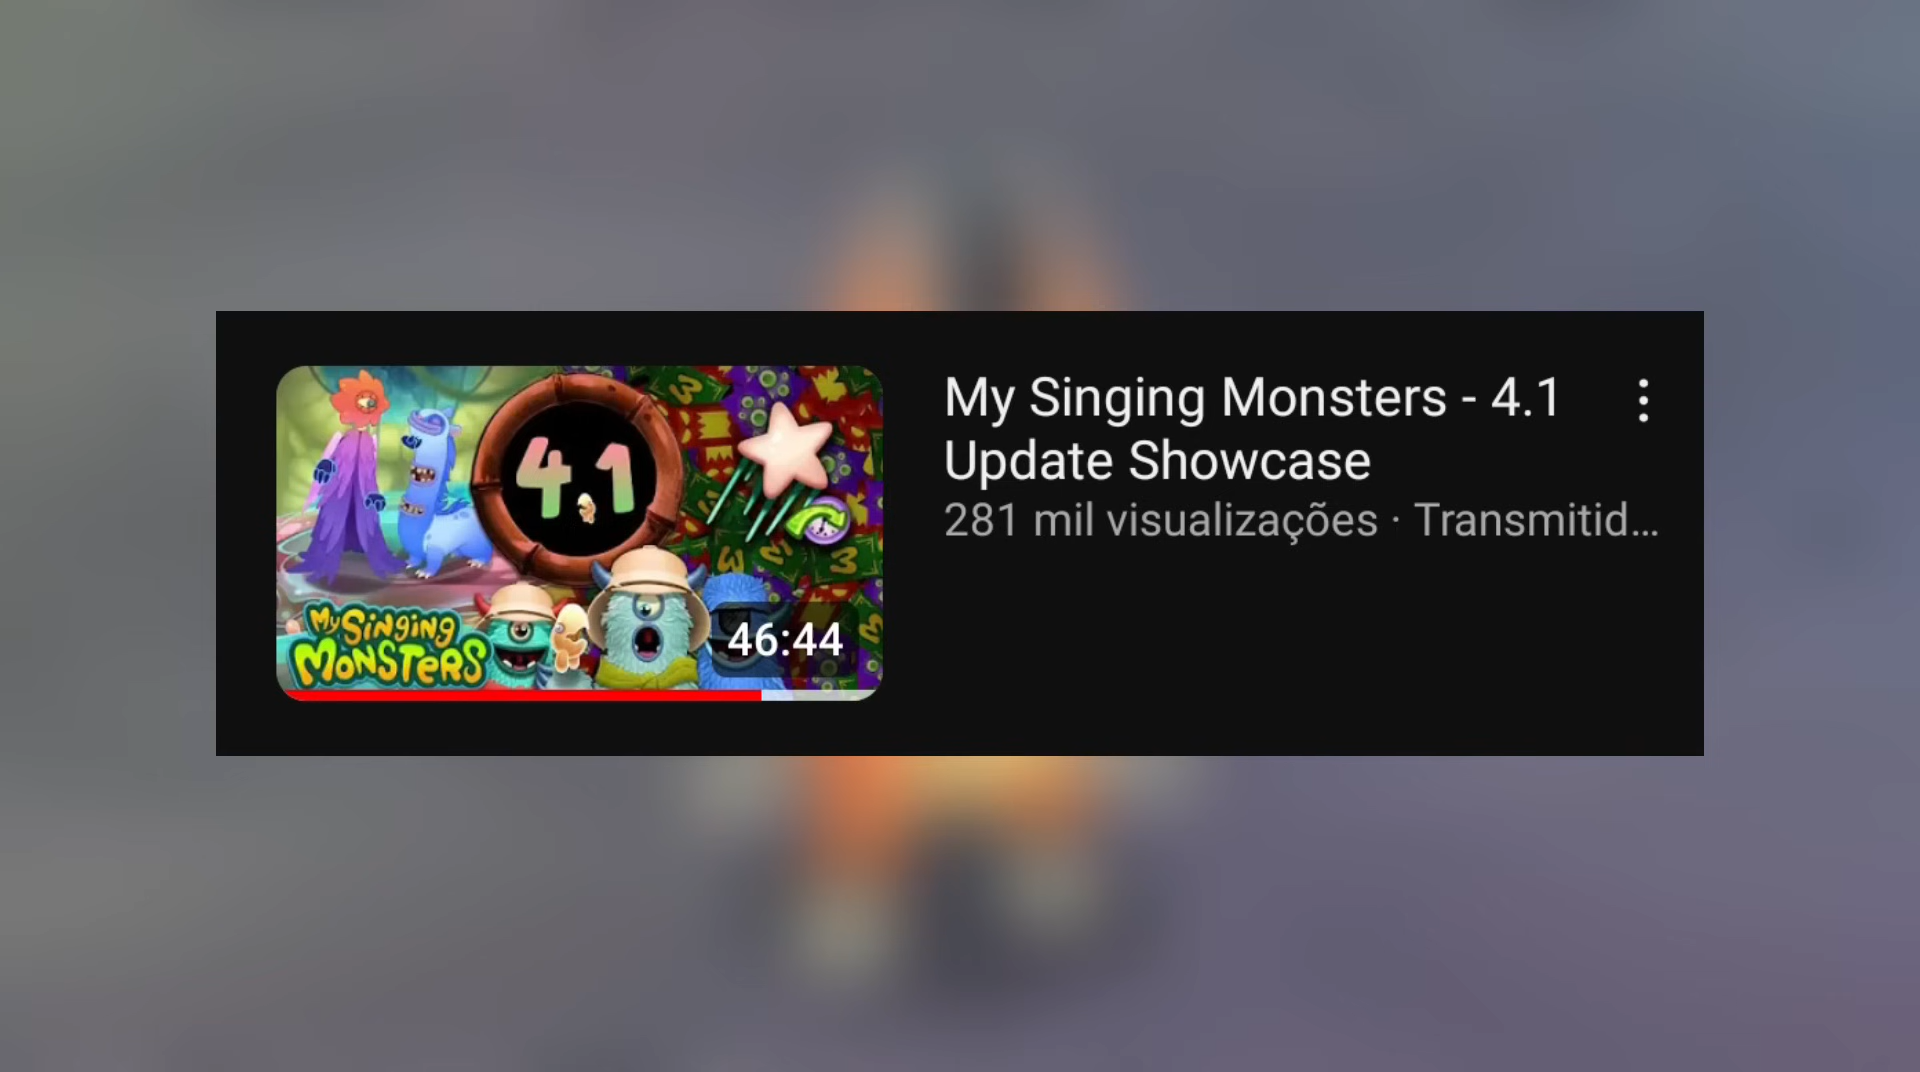 My Singing Monsters - 4.1
Update Showcase
281 mil visualizações · Transmitid...
4.1
My Singing
MONSTERS
46:44